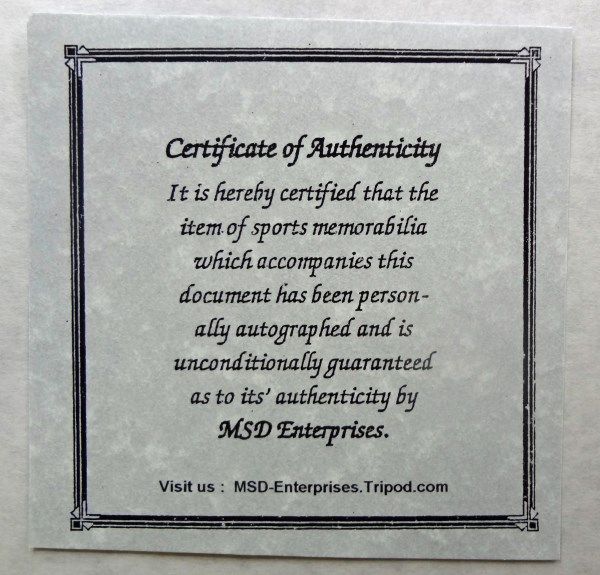 Certificate of Authenticity
It is hereby certified that the
item of sports memorabilia
which accompanies this
document has been person-
ally autographed and is
unconditionally guaranteed
as to its' authenticity by
MSD Enterprises.
Visit us : MSD-Enterprises.Tripod.com